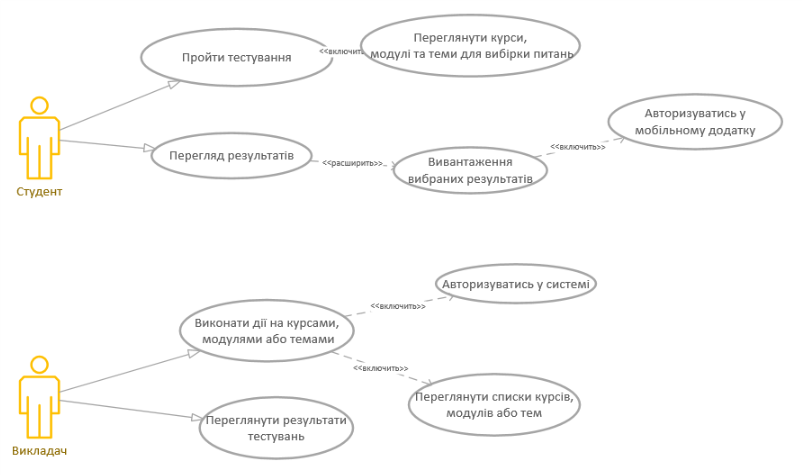 Пройти тестування
<<включить
Переглянути курси,
модулі та теми для вибірки питань
Авторизуватись у
мобільному додатку
Перегляд результатів
<<расширить>>
Вивантаження
вибраних результатів
<<включить>>
Студент
Авторизуватись у системі
<<включить>>
Виконати дії на курсами,
модулями або темами
<<включить>>
Переглянути списки курсів,
модулів або тем
Переглянути результати
тестувань
Викладач